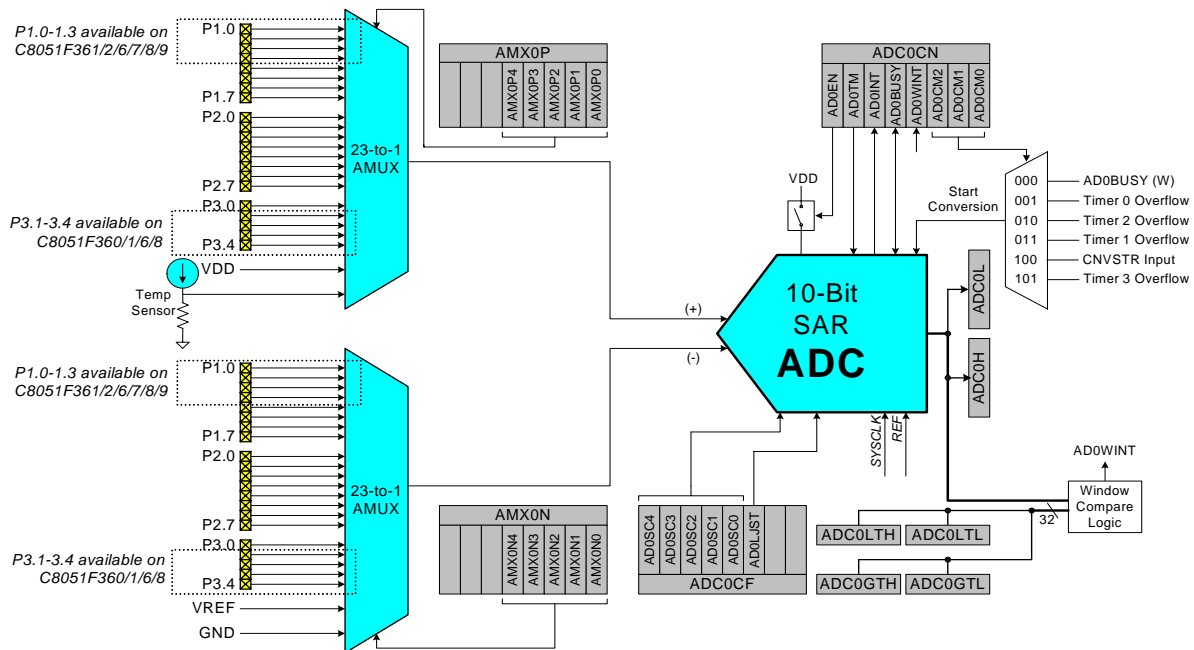 P1.0-1.3 available on
C8051F361/2/6/7/8/9
P1.0
P1.7
P2.0
P2.7
P3.1-3.4 available on
C8051F360/1/6/8
P3.0
P3.4
VDD
Temp
Sensor
23-to-1
AMUX
AMX0P
AMX0P4
AMX0P3
AMX0P2
AMX0P1
AMX0P0
ADC0CN
AD0EN
AD0TM
AD0INT
AD0BUSY
AD0WINT
AD0CM2
AD0CM1
AD0CM0
VDD
Start
Conversion
000
001
010
011
100
101
AD0BUSY (W)
Timer 0 Overflow
Timer 2 Overflow
Timer 1 Overflow
CNVSTR Input
Timer 3 Overflow
(+)
(-)
10-Bit
SAR
ADC
ADC0L
ADC0H
SYSCLK
REF
P1.0-1.3 available on
C8051F361/2/6/7/8/9
P1.0
P1.7
P2.0
P2.7
P3.1-3.4 available on
C8051F360/1/6/8
P3.0
P3.4
VREF
GND
23-to-1
AMUX
AMX0N
AMX0N4
AMX0N3
AMX0N2
AMX0N1
AMX0N0
AD0SC4
AD0SC3
AD0SC2
AD0SC1
AD0SC0
AD0LJST
ADC0CF
AD0WINT
Window
Compare
Logic
32
ADC0LTH
ADC0LTL
ADC0GTH
ADC0GTL